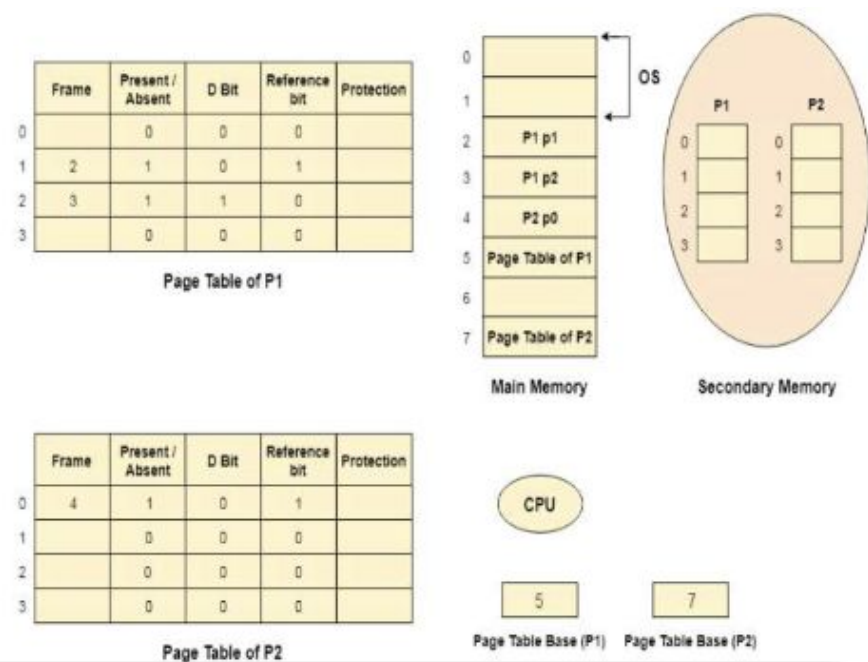 Frame Present / Absent D Bit Reference bit Protection
0 0 0 0
1 2 1 0 1
2 3 1 1 0
3 0 0 0
Page Table of P1
0
1
2 P1 p1
3 P1 p2
4 P2 p0
5 Page Table of P1
6
7 Page Table of P2
OS
Main Memory
P1 P2
0 0
1 1
2 2
3 3
Secondary Memory
Frame Present / Absent D Bit Reference bit Protection
0 4 1 0 1
1 0 0 0
2 0 0 0
3 0 0 0
Page Table of P2
CPU
5 7
Page Table Base (P1) Page Table Base (P2)